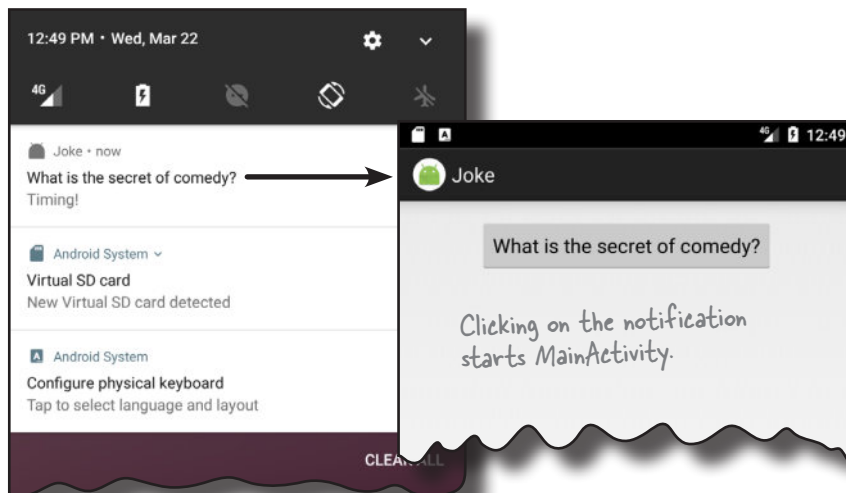 12:49 PM • Wed, Mar 22
4G
Joke • now
What is the secret of comedy?
Timing!
Android System
Virtual SD card
New Virtual SD card detected
A Android System
Configure physical keyboard
Tap to select language and layout
CLEAR ALL
A
4G 12:49
Joke
What is the secret of comedy?
Clicking on the notification
starts MainActivity.